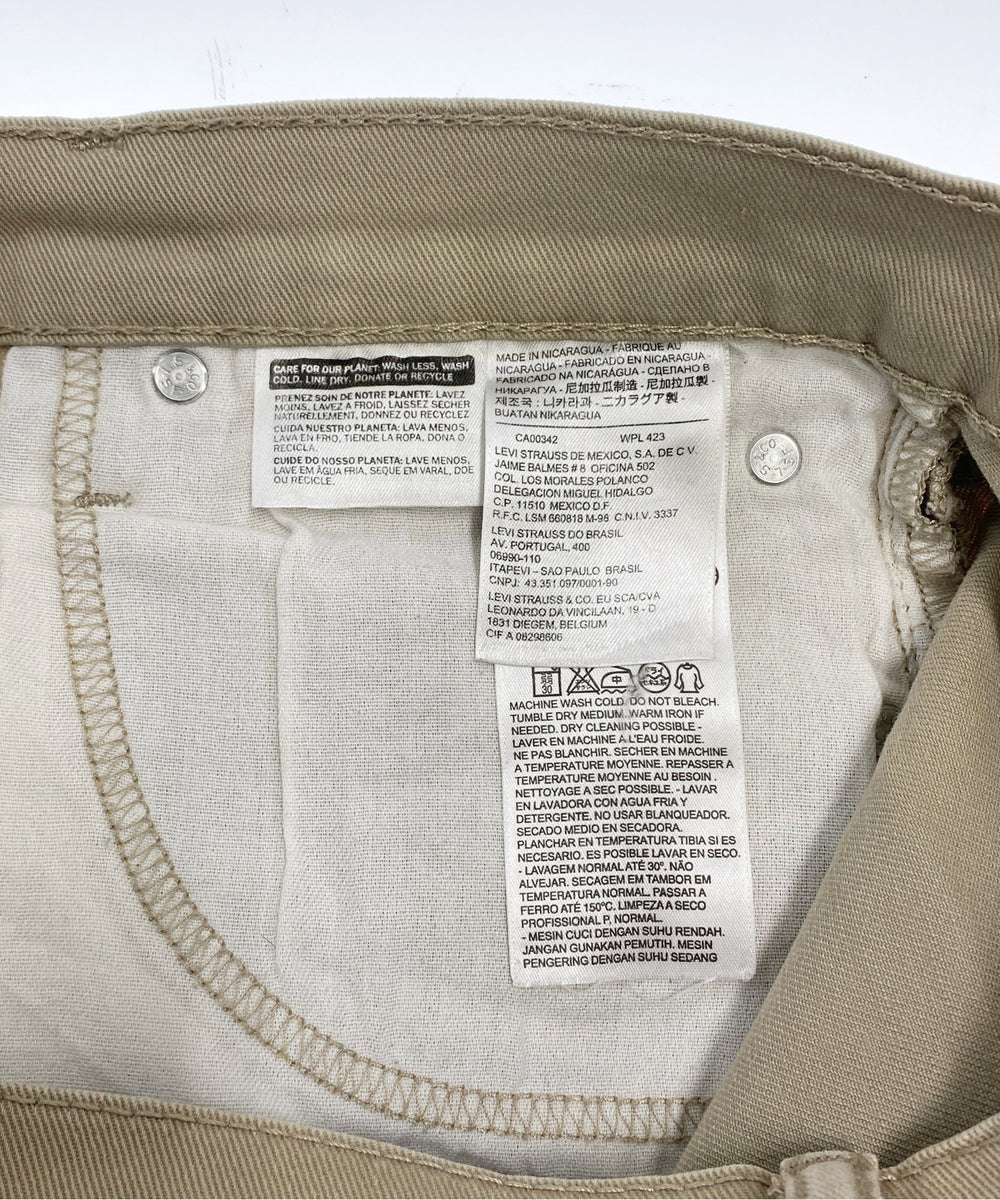 CARE FOR OUR PLANET: WASH LESS, WASH
COLD, LINE DRY, DONATE OR RECYCLE
PRENEZ SOIN DE NOTRE PLANETE: LAVEZ
MOINS, LAVEZ A FROID, LAISSEZ SECHER
NATURELLEMENT, DONNEZ OU RECYCLEZ
CUIDA NUESTRO PLANETA: LAVA MENOS,
LAVA EN FRIO, TIENDE LA ROPA, DONA O
RECICLA.
CUIDE DO NOSSO PLANETA: LAVE MENOS,
LAVE EM ÁGUA FRIA, SEQUE EM VARAL, DOE
OU RECICLE.
MADE IN NICARAGUA - FABRIQUE AU
NICARAGUA - FABRICADO EN NICARAGUA -
FABRICADO NA NICARÁGUA - СДЕЛАНО В
НИКАРАГУА - 尼加拉瓜制造 - 尼加拉瓜製 -
제조국 : 니카라과 - ニカラグア製 -
BUATAN NIKARAGUA
CA00342 WPL 423
LEVI STRAUSS DE MEXICO, S.A. DE C.V.
JAIME BALMES # 8 OFICINA 502
COL. LOS MORALES POLANCO
DELEGACION MIGUEL HIDALGO
C.P. 11510 MEXICO D.F.
R.F.C. LSM 660818 M-96 C.N.I.V. 3337
LEVI STRAUSS DO BRASIL
AV. PORTUGAL, 400
06990-110
ITAPEVI - SAO PAULO BRASIL
CNPJ: 43.351.097/0001-90
LEVI STRAUSS & CO. EU SCA/CVA
LEONARDO DA VINCILAAN, 19 - D
1831 DIEGEM, BELGIUM
CIF A 08298606
30 中 ドライ
MACHINE WASH COLD/DO NOT BLEACH.
TUMBLE DRY MEDIUM. WARM IRON IF
NEEDED. DRY CLEANING POSSIBLE -
LAVER EN MACHINE A L'EAU FROIDE.
NE PAS BLANCHIR. SECHER EN MACHINE
A TEMPERATURE MOYENNE. REPASSER A
TEMPERATURE MOYENNE AU BESOIN.
NETTOYAGE A SEC POSSIBLE. - LAVAR
EN LAVADORA CON AGUA FRIA Y
DETERGENTE. NO USAR BLANQUEADOR.
SECADO MEDIO EN SECADORA.
PLANCHAR EN TEMPERATURA TIBIA SI ES
NECESARIO. ES POSIBLE LAVAR EN SECO.
- LAVAGEM NORMAL ATÉ 30°. NÃO
ALVEJAR. SECAGEM EM TAMBOR EM
TEMPERATURA NORMAL. PASSAR A
FERRO ATÉ 150°C. LIMPEZA A SECO
PROFISSIONAL P, NORMAL.
- MESIN CUCI DENGAN SUHU RENDAH.
JANGAN GUNAKAN PEMUTIH. MESIN
PENGERING DENGAN SUHU SEDANG